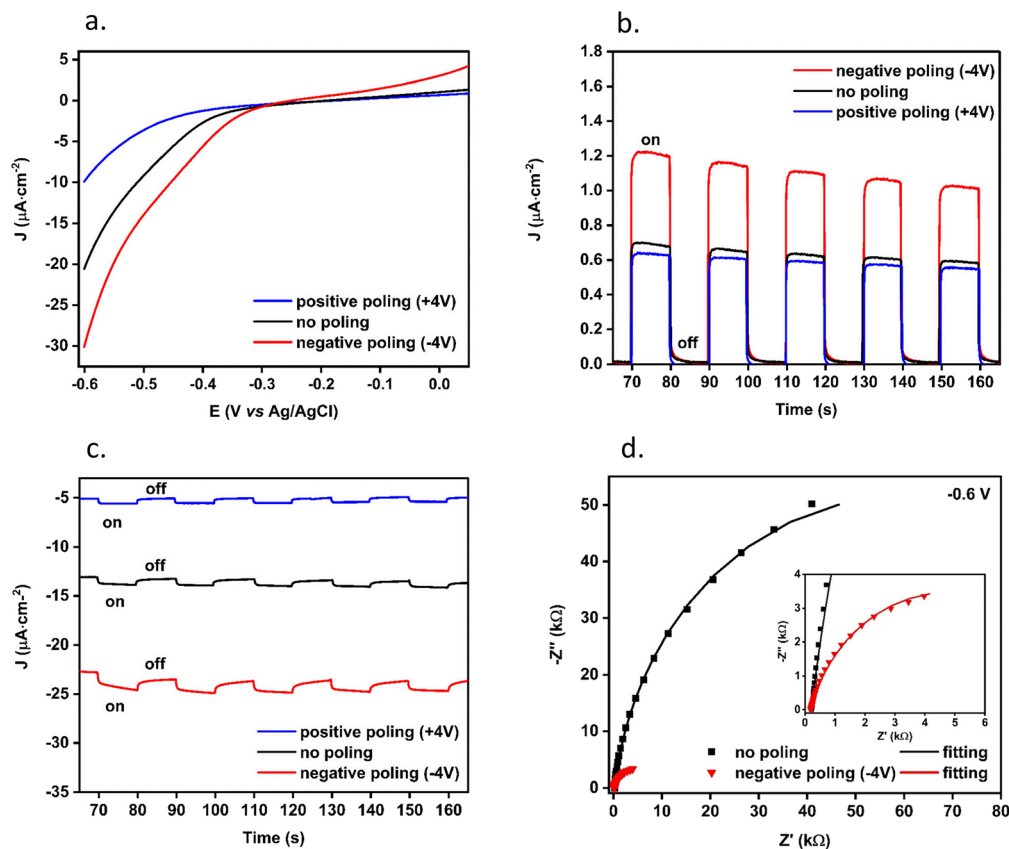 a.
5
0
-5
-10
-15
-20
-25
-30
J (μA·cm-2)
positive poling (+4V)
no poling
negative poling (-4V)
-0.6 -0.5 -0.4 -0.3 -0.2 -0.1 0.0
E (V vs Ag/AgCl)
b.
1.8
1.6
1.4
1.2
1.0
0.8
0.6
0.4
0.2
0.0
J (μA·cm-2)
negative poling (-4V)
no poling
positive poling (+4V)
on
off
70 80 90 100 110 120 130 140 150 160
Time (s)
c.
-5
-10
-15
-20
-25
-30
-35
J (μA·cm-2)
off
on
off
on
off
on
positive poling (+4V)
no poling
negative poling (-4V)
70 80 90 100 110 120 130 140 150 160
Time (s)
d.
50
40
30
20
10
0
-Z'' (kΩ)
-0.6 V
4
3
2
1
0
-Z'' (kΩ)
0 1 2 3 4 5 6
Z' (kΩ)
no poling fitting
negative poling (-4V) fitting
0 10 20 30 40 50 60 70 80
Z' (kΩ)